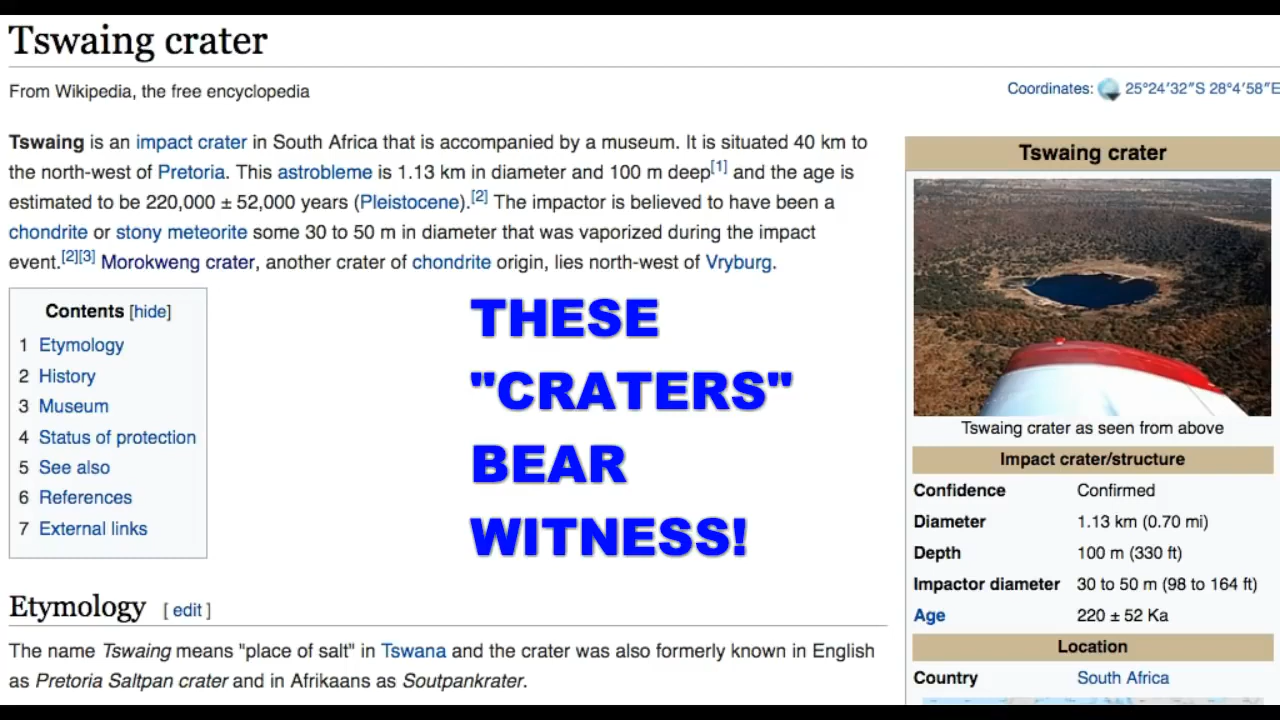 Tswaing crater
From Wikipedia, the free encyclopedia
Coordinates: 25°24′32″S 28°4′58″E
Tswaing is an impact crater in South Africa that is accompanied by a museum. It is situated 40 km to
the north-west of Pretoria. This astrobleme is 1.13 km in diameter and 100 m deep[1] and the age is
estimated to be 220,000 ± 52,000 years (Pleistocene).[2] The impactor is believed to have been a
chondrite or stony meteorite some 30 to 50 m in diameter that was vaporized during the impact
event.[2][3] Morokweng crater, another crater of chondrite origin, lies north-west of Vryburg.
Contents [hide]
1 Etymology
2 History
3 Museum
4 Status of protection
5 See also
6 References
7 External links
THESE
"CRATERS"
BEAR
WITNESS!
Etymology [ edit ]
The name Tswaing means "place of salt" in Tswana and the crater was also formerly known in English
as Pretoria Saltpan crater and in Afrikaans as Soutpankrater.
Tswaing crater
Tswaing crater as seen from above
Impact crater/structure
Confidence Confirmed
Diameter 1.13 km (0.70 mi)
Depth 100 m (330 ft)
Impactor diameter 30 to 50 m (98 to 164 ft)
Age 220 ± 52 Ka
Location
Country South Africa